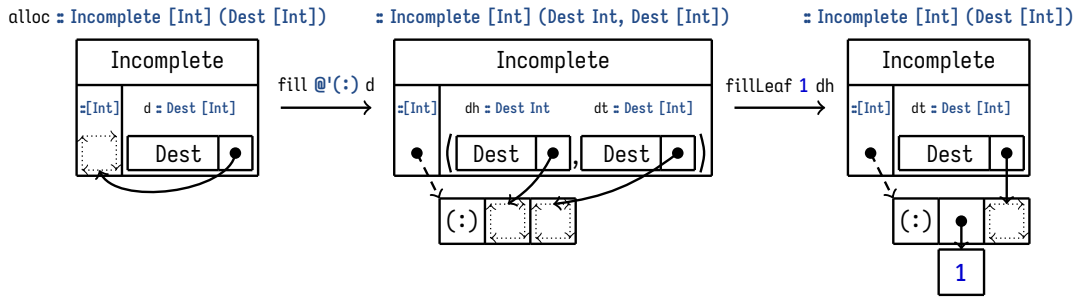 alloc :: Incomplete [Int] (Dest [Int])
:: Incomplete [Int] (Dest Int, Dest [Int])
:: Incomplete [Int] (Dest [Int])
Incomplete
Incomplete
Incomplete
fill @'(:) d
fillLeaf 1 dh
::[Int]
d :: Dest [Int]
::[Int]
dh :: Dest Int
dt :: Dest [Int]
::[Int]
dt :: Dest [Int]
Dest
( Dest , Dest )
Dest
(:)
(:)
1